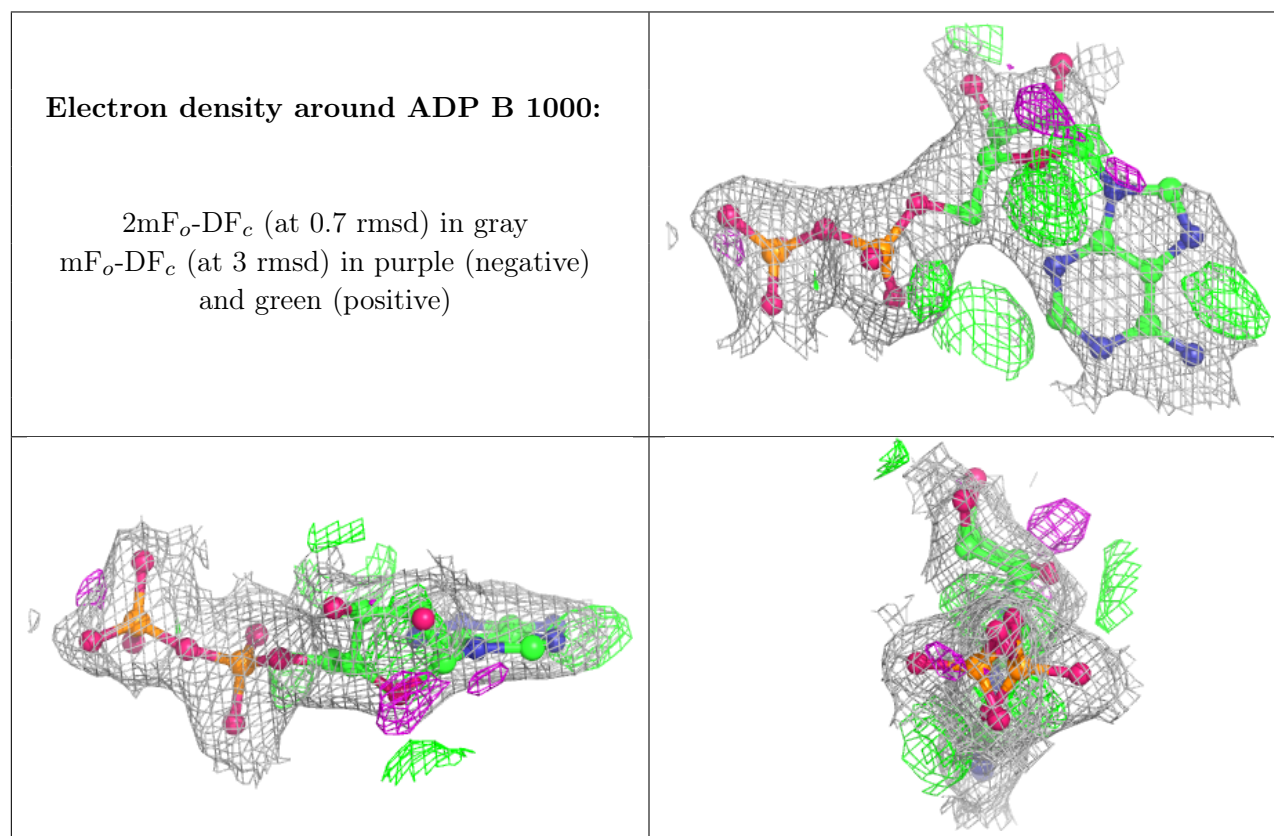 Electron density around ADP B 1000:
2mFₒ-DF𝒸 (at 0.7 rmsd) in gray
mFₒ-DF𝒸 (at 3 rmsd) in purple (negative)
and green (positive)